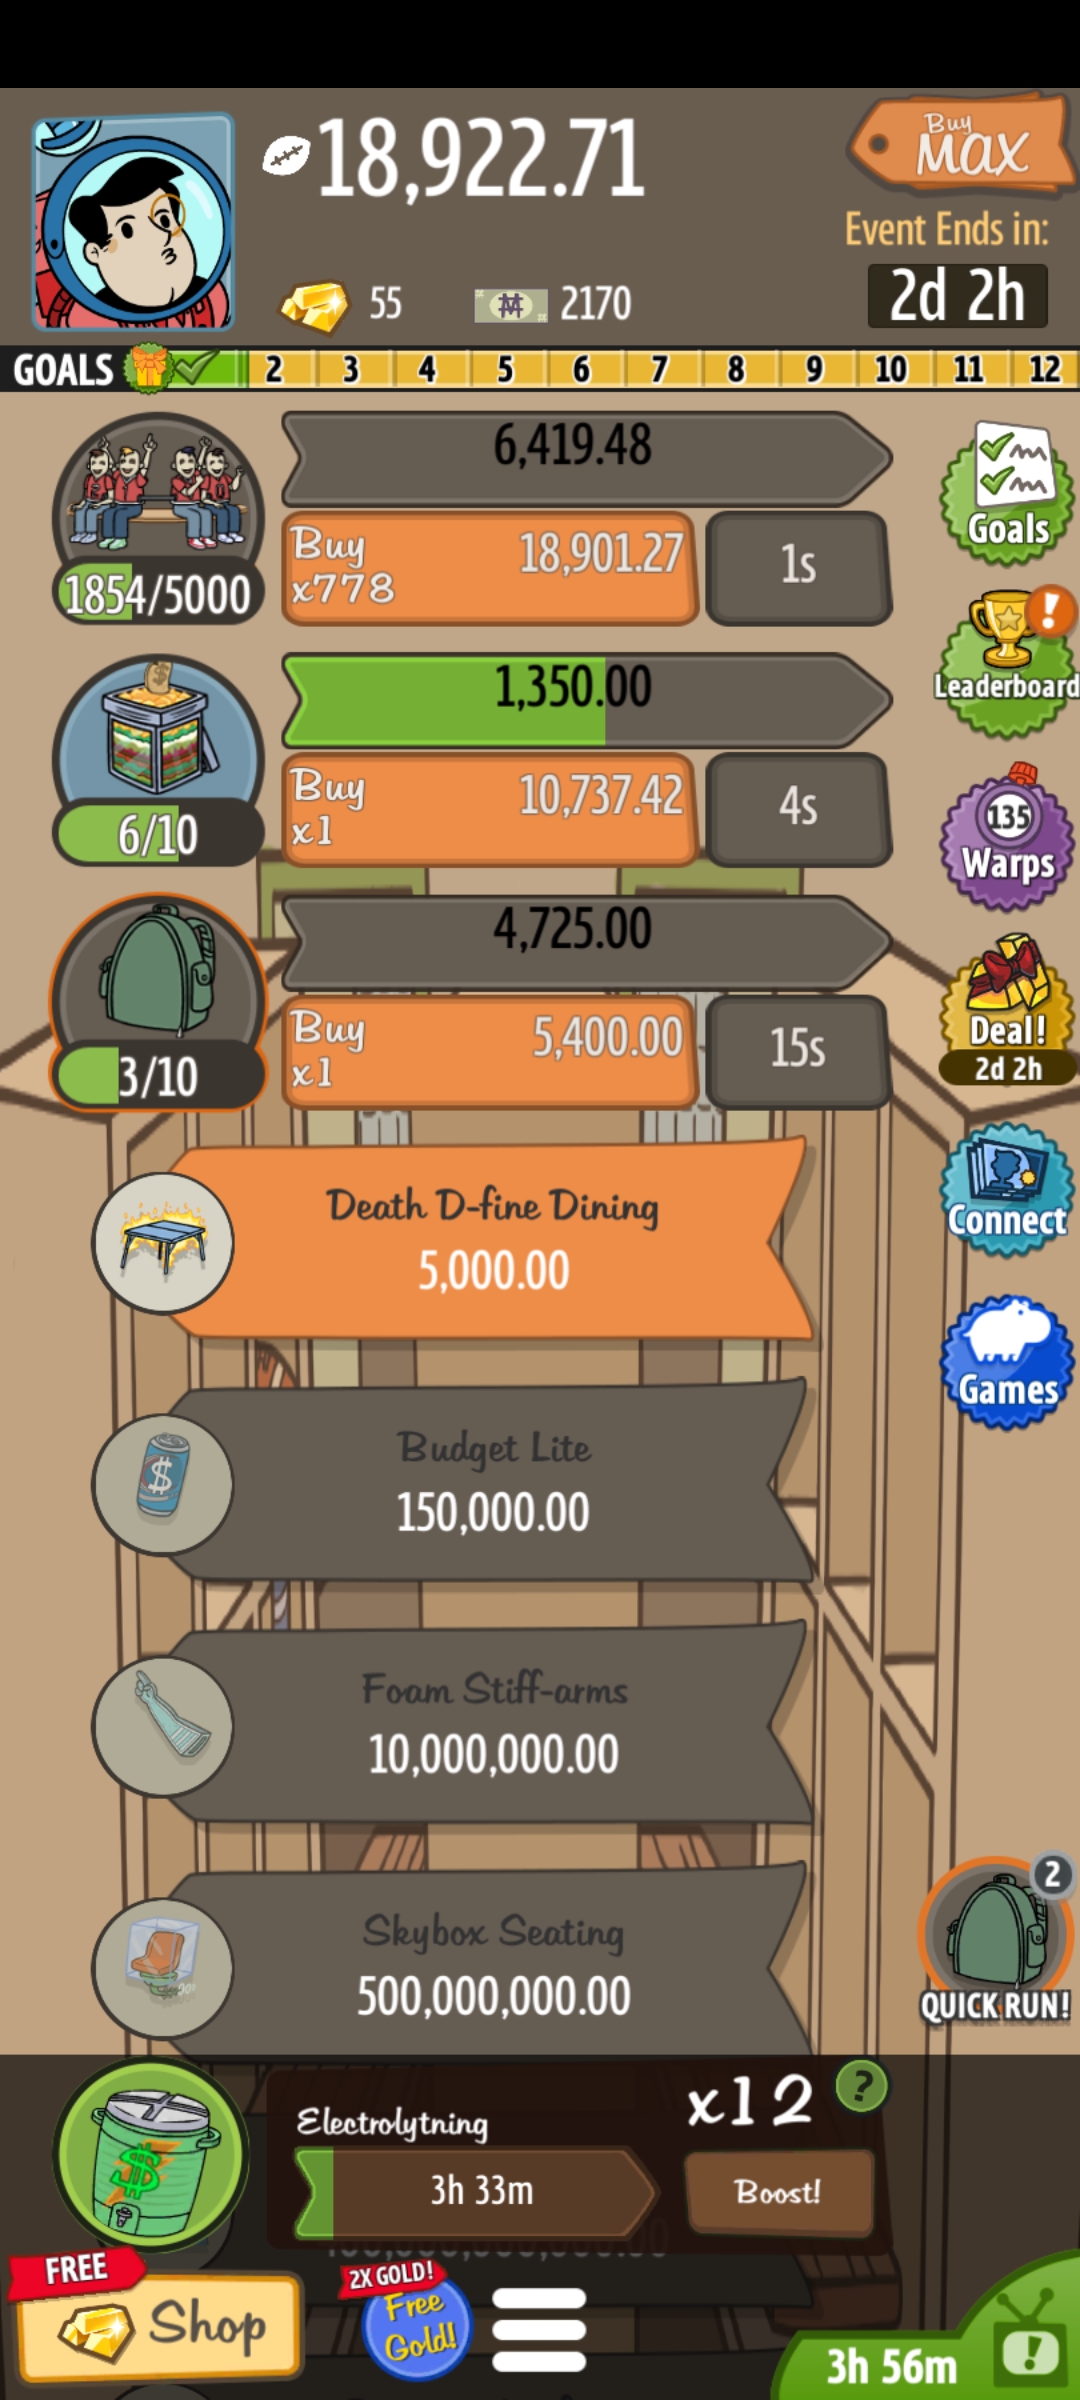 18,922.71
Buy
MAX
Event Ends in:
2d 2h
55
2170
GOALS 2 3 4 5 6 7 8 9 10 11 12
6,419.48
Buy
x778
18,901.27
1s
1854/5000
Goals
1,350.00
Buy
x1
10,737.42
4s
6/10
Leaderboard
135
Warps
4,725.00
Buy
x1
5,400.00
15s
3/10
Deal!
2d 2h
Death D-fine Dining
5,000.00
Connect
Budget Lite
150,000.00
Games
Foam Stiff-arms
10,000,000.00
Skybox Seating
500,000,000.00
2
QUICK RUN!
Electrolytning
3h 33m
x12
?
Boost!
FREE
Shop
2X GOLD!
Free
Gold!
3h 56m